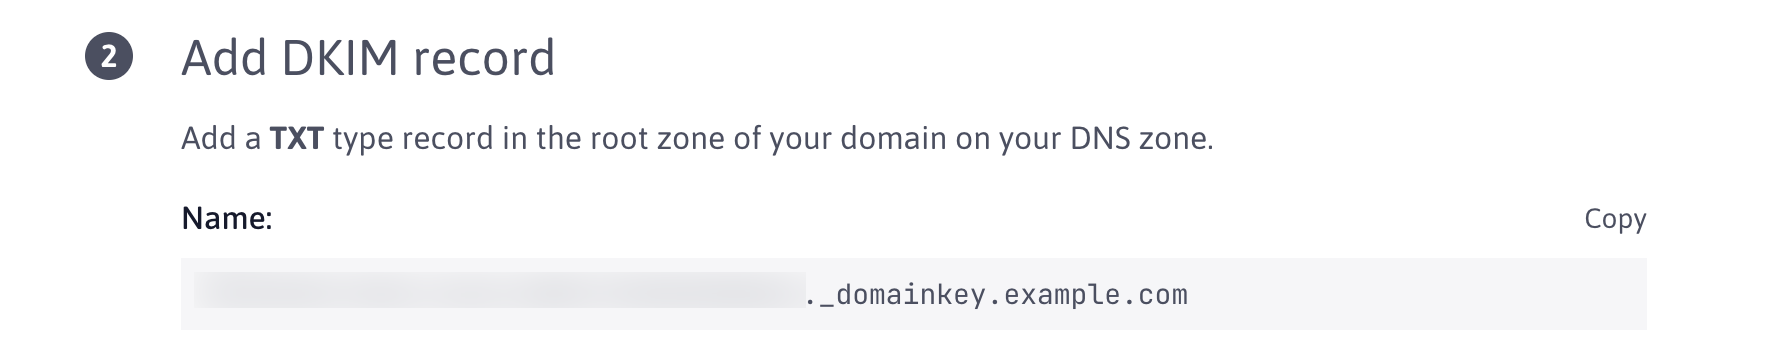 2 Add DKIM record
Add a TXT type record in the root zone of your domain on your DNS zone.
Name: Copy
._domainkey.example.com